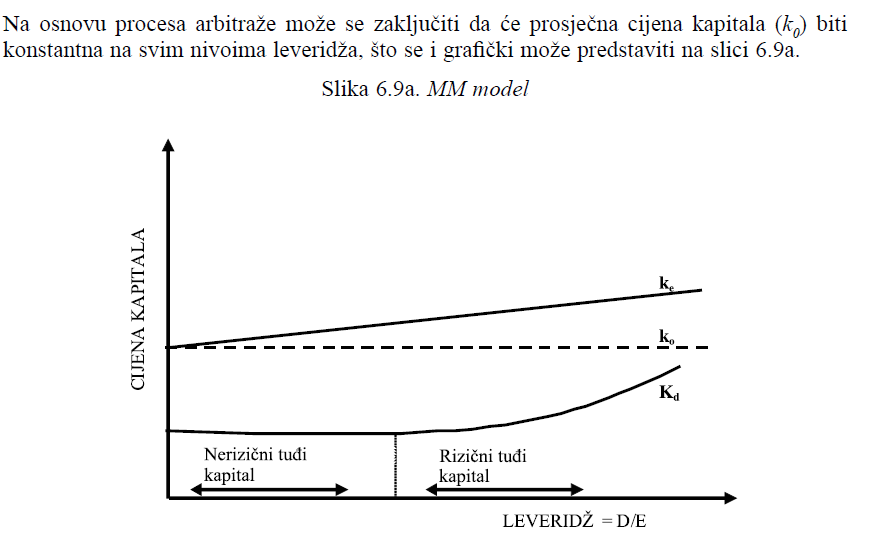 Na osnovu procesa arbitraže može se zaključiti da će prosječna cijena kapitala (k₀) biti
konstantna na svim nivoima leveridža, što se i grafički može predstaviti na slici 6.9a.
Slika 6.9a. MM model
CIJENA KAPITALA
kₑ
k₀
K_d
Nerizični tuđi
kapital
Rizični tuđi
kapital
LEVERIDŽ = D/E